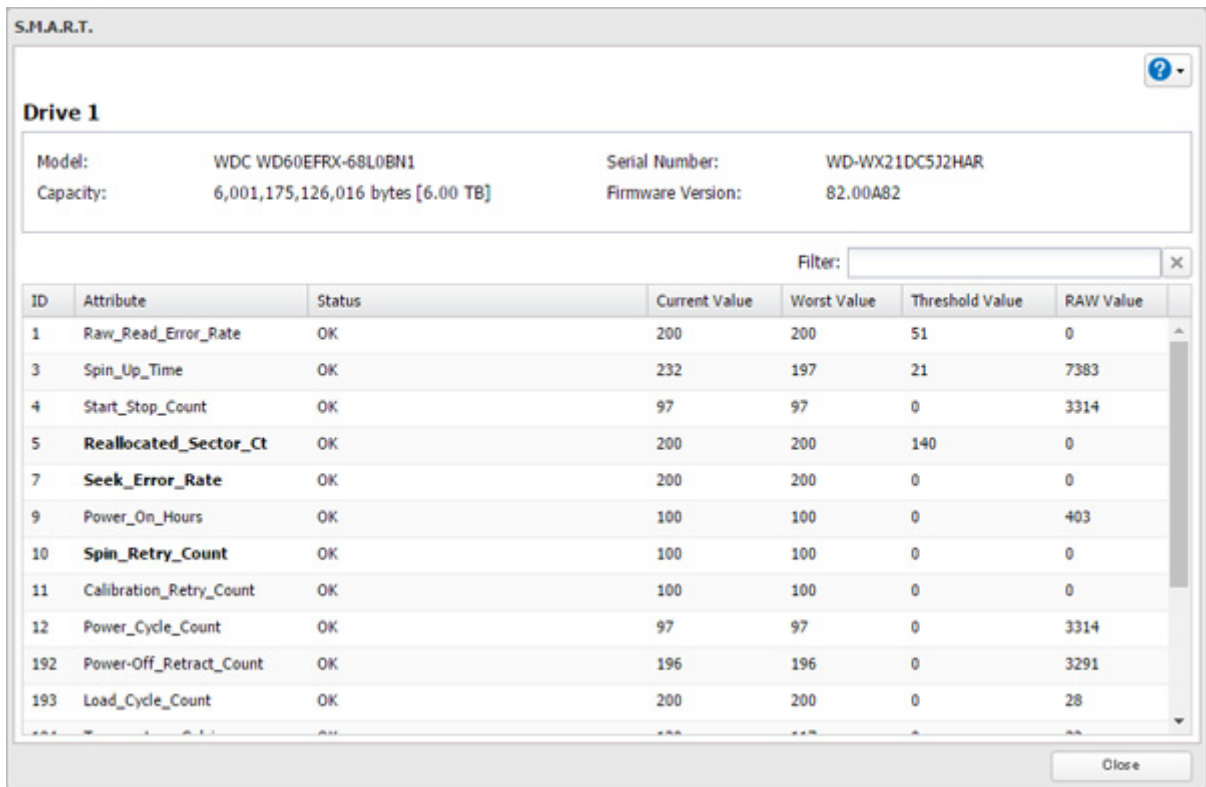 S.M.A.R.T.
Drive 1
Model: WDC WD60EFRX-68L0BN1 Serial Number: WD-WX21DC5J2HAR
Capacity: 6,001,175,126,016 bytes [6.00 TB] Firmware Version: 82.00A82
Filter:
ID Attribute Status Current Value Worst Value Threshold Value RAW Value
1 Raw_Read_Error_Rate OK 200 200 51 0
3 Spin_Up_Time OK 232 197 21 7383
4 Start_Stop_Count OK 97 97 0 3314
5 Reallocated_Sector_Ct OK 200 200 140 0
7 Seek_Error_Rate OK 200 200 0 0
9 Power_On_Hours OK 100 100 0 403
10 Spin_Retry_Count OK 100 100 0 0
11 Calibration_Retry_Count OK 100 100 0 0
12 Power_Cycle_Count OK 97 97 0 3314
192 Power-Off_Retract_Count OK 196 196 0 3291
193 Load_Cycle_Count OK 200 200 0 28
Close